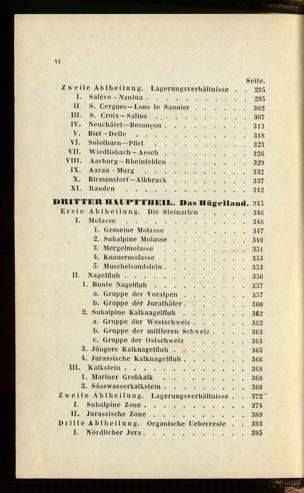 VI
Seite.
Zweite Abtheilung. Lagerungsverhältnisse . . 295
I. Salève–Nantua . . . . . . . . . 295
II. S. Cergues–Lons le Saunier . . . . . 302
III. S. Croix–Salins . . . . . . . . 307
IV. Neuchâtel–Besançon . . . . . . . 313
V. Biel–Delle . . . . . . . . . . 318
VI. Solothurn–Pfirt . . . . . . . . 323
VII. Wiedlisbach–Aesch . . . . . . . 326
VIII. Aarburg–Rheinfelden . . . . . . . 329
IX. Aarau–Murg . . . . . . . . . 332
X. Birmenstorf–Albbruck . . . . . . . 337
XI. Randen . . . . . . . . . . 342
DRITTER HAUPTTHEIL. Das Hügelland. 345
Erste Abtheilung. Die Steinarten . . . . 346
I. Molasse . . . . . . . . . . 346
1. Gemeine Molasse . . . . . . . 347
2. Subalpine Molasse . . . . . . . 349
3. Mergelmolasse . . . . . . . . 351
4. Knauermolasse . . . . . . . . 353
5. Muschelsandstein . . . . . . . 353
II. Nagelfluh . . . . . . . . . . 356
1. Bunte Nagelfluh . . . . . . . 357
a. Gruppe der Voralpen . . . . . 357
b. Gruppe der Jurathäler . . . . . 360
2. Subalpine Kalknagelfluh . . . . . 362
a. Gruppe der Westschweiz . . . . . 362
b. Gruppe der mittleren Schweiz . . . 363
c. Gruppe der Ostschweiz . . . . . 364
3. Jüngere Kalknagelfluh . . . . . . 365
4. Jurassische Kalknagelfluh . . . . . 366
III. Kalkstein . . . . . . . . . . 368
1. Mariner Grobkalk . . . . . . . 368
2. Süsswasserkalkstein . . . . . . . 369
Zweite Abtheilung. Lagerungsverhältnisse . . 372
I. Subalpine Zone . . . . . . . . . 374
II. Jurassische Zone . . . . . . . . 389
Dritte Abtheilung. Organische Ueberreste . . 393
I. Nördlicher Jura . . . . . . . . . 395